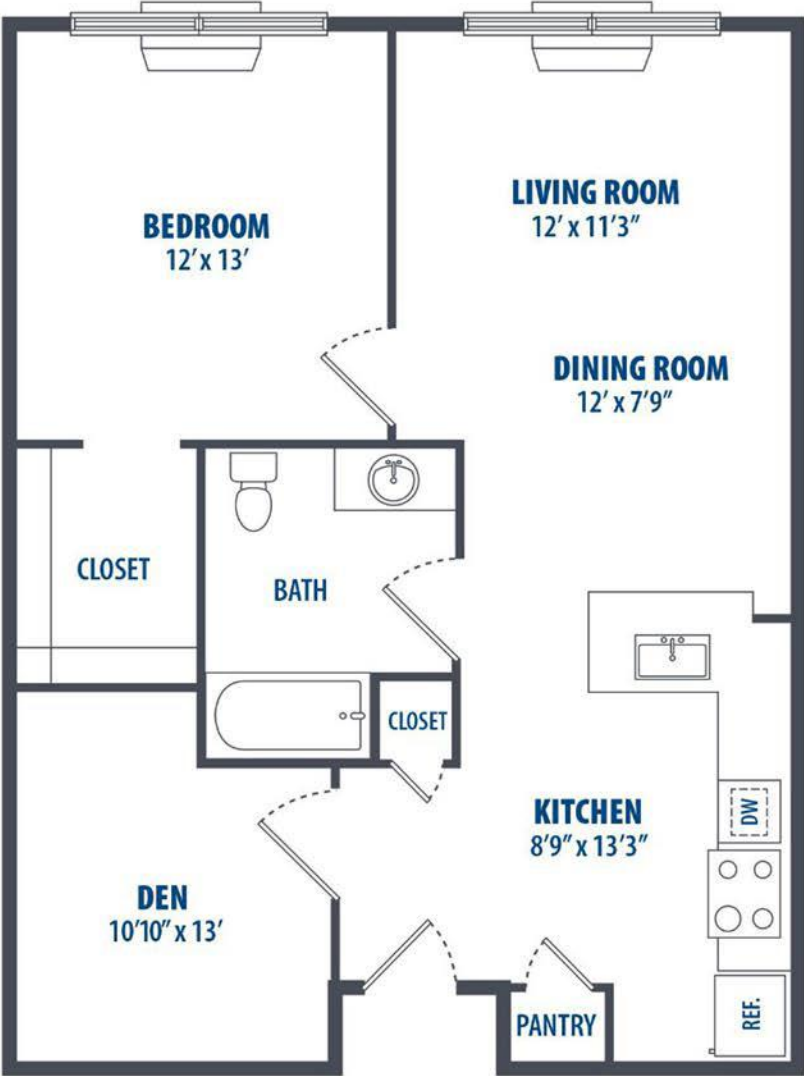 LIVING ROOM
12' x 11'3"
BEDROOM
12' x 13'
DINING ROOM
12' x 7'9"
CLOSET
BATH
CLOSET
KITCHEN
8'9" x 13'3"
DW
DEN
10'10" x 13'
PANTRY
REF.